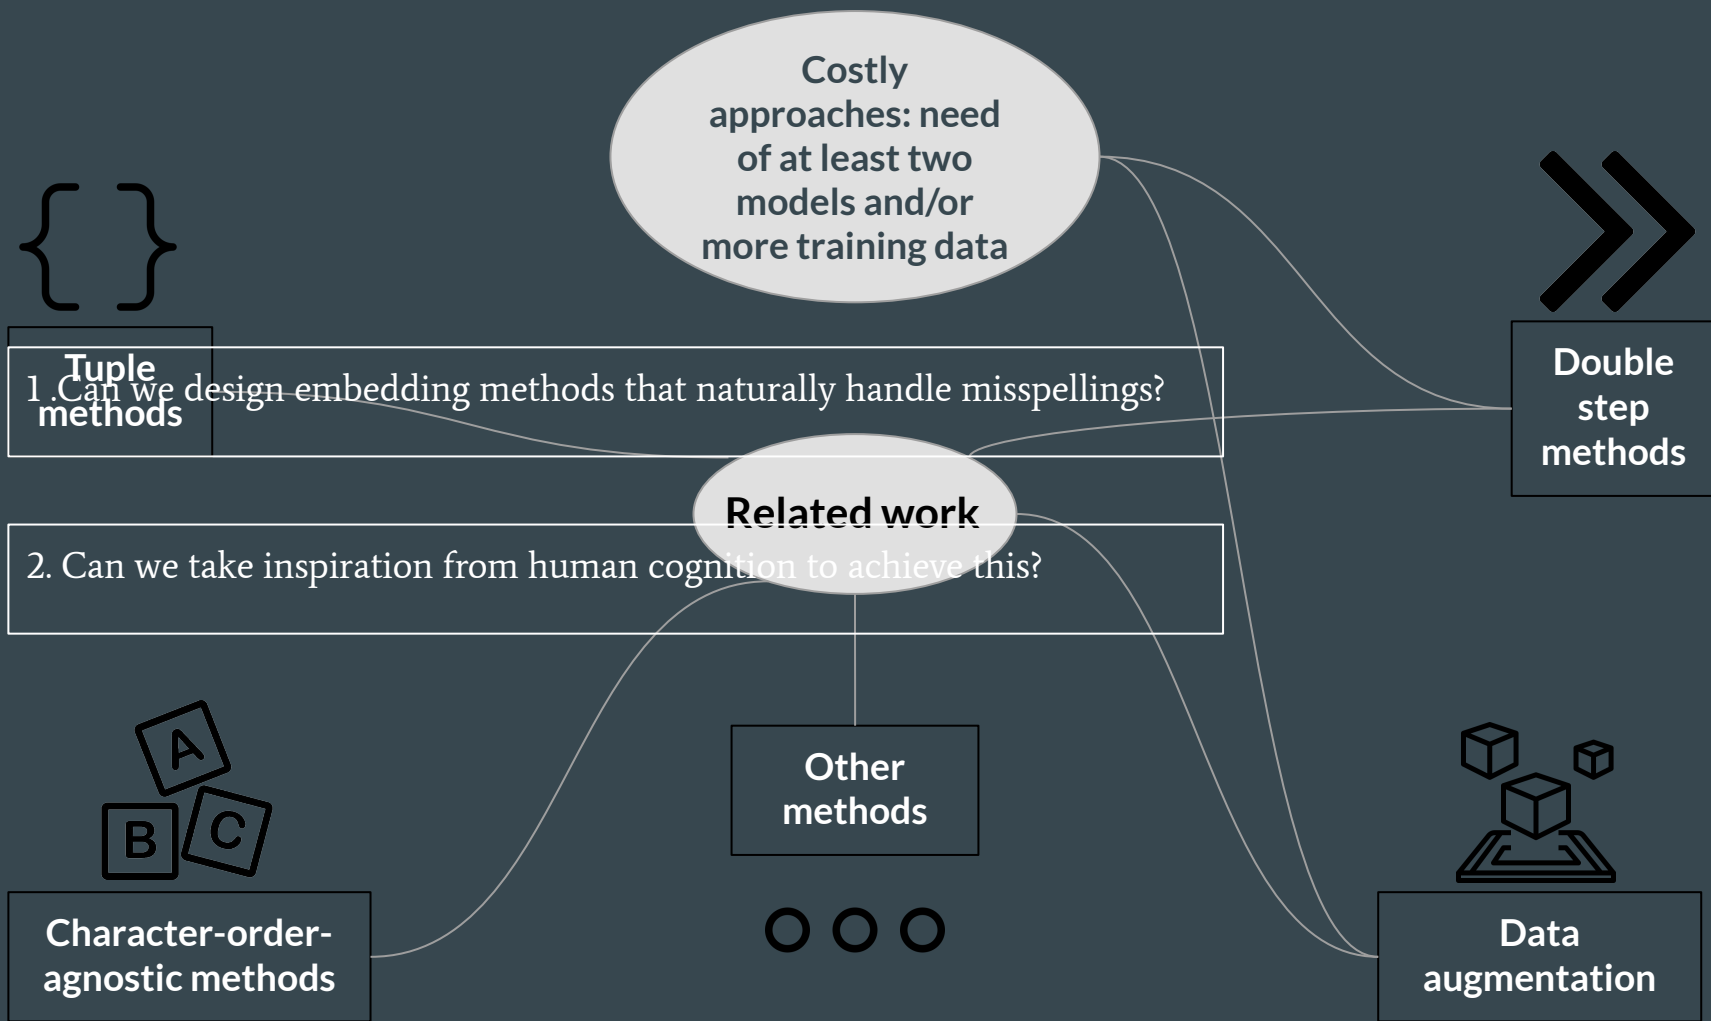 Costly
approaches: need
of at least two
models and/or
more training data
Tuple
methods
1 .Can we design embedding methods that naturally handle misspellings?
Double
step
methods
Related work
2. Can we take inspiration from human cognition to achieve this?
A
B
C
Other
methods
Character-order-
agnostic methods
Data
augmentation